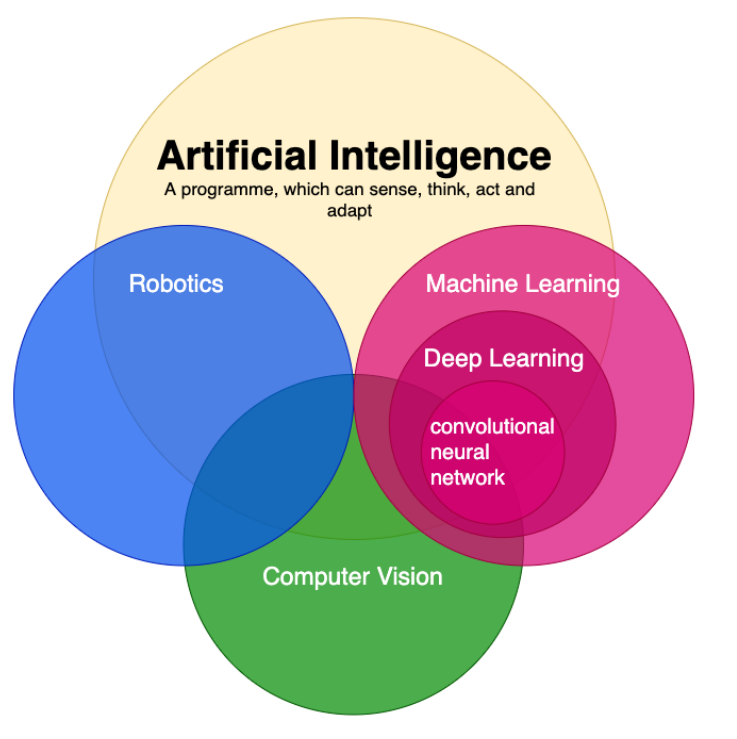 Artificial Intelligence
A programme, which can sense, think, act and
adapt
Robotics
Machine Learning
Deep Learning
convolutional
neural
network
Computer Vision